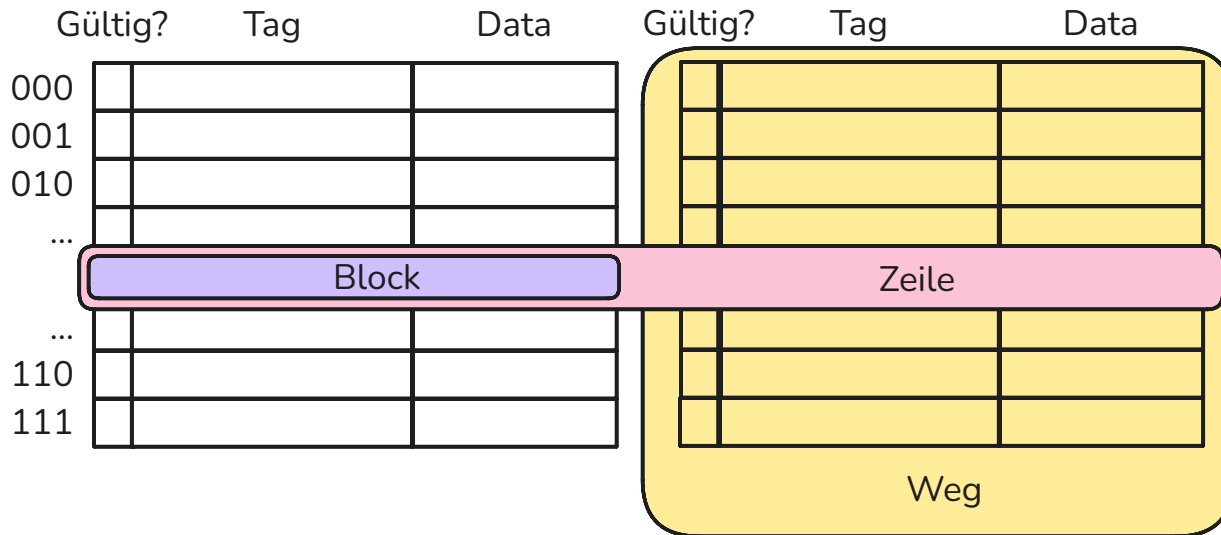 Gültig? Tag Data Gültig? Tag Data
000
001
010
...
Block Zeile
...
110
111
Weg